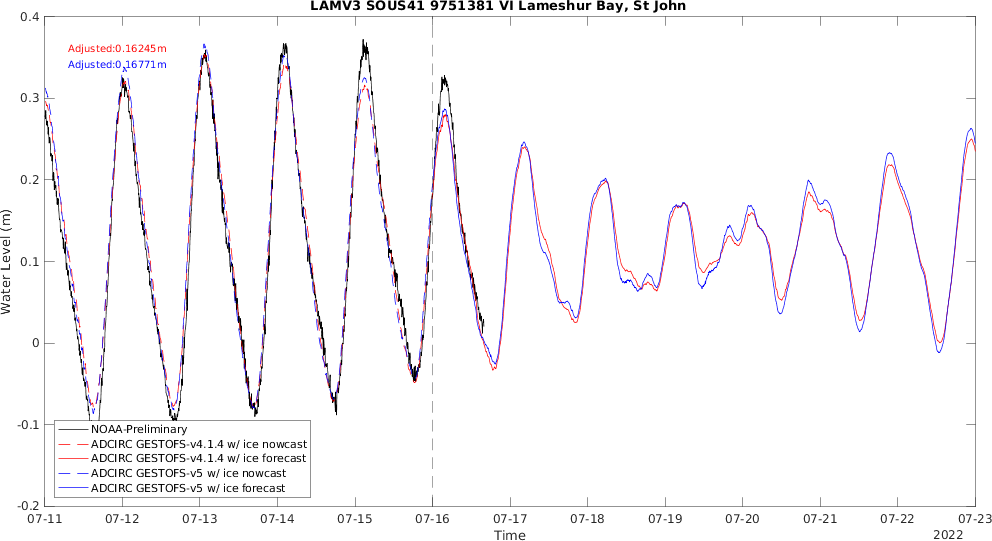 LAMV3 SOUS41 9751381 VI Lameshur Bay, St John
Adjusted:0.16245m
Adjusted:0.16771m
0.4
0.3
0.2
0.1
0
-0.1
-0.2
Water Level (m)
NOAA-Preliminary
ADCIRC GESTOFS-v4.1.4 w/ ice nowcast
ADCIRC GESTOFS-v4.1.4 w/ ice forecast
ADCIRC GESTOFS-v5 w/ ice nowcast
ADCIRC GESTOFS-v5 w/ ice forecast
07-11 07-12 07-13 07-14 07-15 07-16 07-17 07-18 07-19 07-20 07-21 07-22 07-23
Time
2022